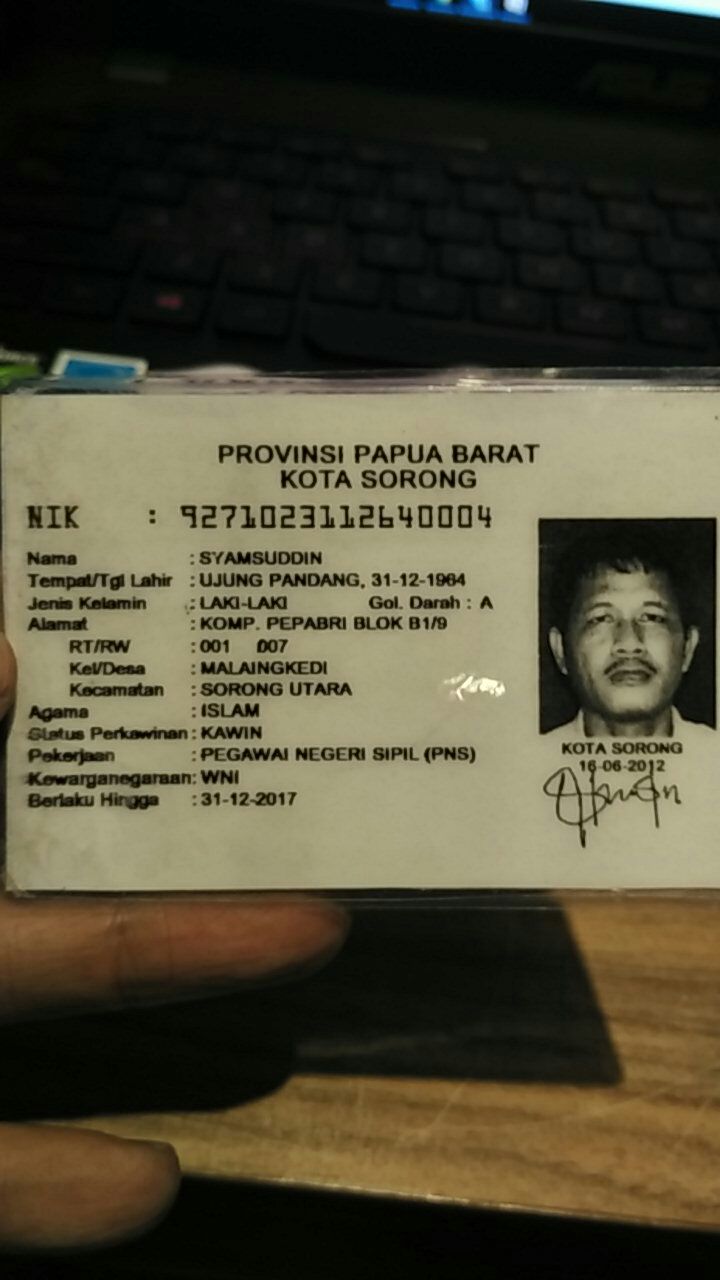 PROVINSI PAPUA BARAT
KOTA SORONG
NIK : 9271023112640004
Nama : SYAMSUDDIN
Tempat/Tgl Lahir : UJUNG PANDANG, 31-12-1964
Jenis Kelamin : LAKI-LAKI Gol. Darah : A
Alamat : KOMP. PEPABRI BLOK B1/9
RT/RW : 001 007
Kel/Desa : MALAINGKEDI
Kecamatan : SORONG UTARA
Agama : ISLAM
Status Perkawinan : KAWIN
Pekerjaan : PEGAWAI NEGERI SIPIL (PNS)
Kewarganegaraan : WNI
Berlaku Hingga : 31-12-2017
KOTA SORONG
16-06-2012